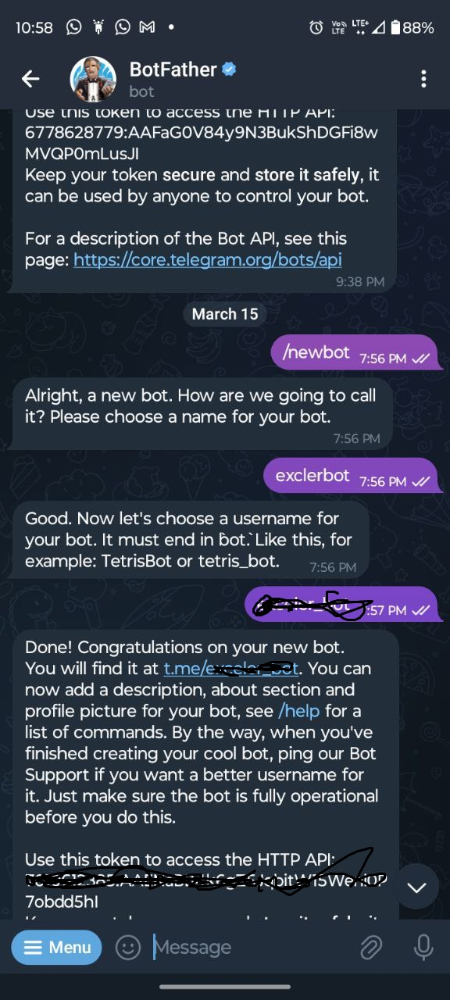 10:58
Vo)) LTE
LTE+
88%
BotFather
bot
Use this token to access the HTTP API:
6778628779:AAFaG0V84y9N3BukShDGFi8w
MVQP0mLusJI
Keep your token secure and store it safely, it
can be used by anyone to control your bot.
For a description of the Bot API, see this
page: https://core.telegram.org/bots/api
9:38 PM
March 15
/newbot 7:56 PM
Alright, a new bot. How are we going to call
it? Please choose a name for your bot.
7:56 PM
exclerbot 7:56 PM
Good. Now let's choose a username for
your bot. It must end in `bot.` Like this, for
example: TetrisBot or tetris_bot. 7:56 PM
:57 PM
Done! Congratulations on your new bot.
You will find it at t.me/. You can
now add a description, about section and
profile picture for your bot, see /help for a
list of commands. By the way, when you've
finished creating your cool bot, ping our Bot
Support if you want a better username for
it. Just make sure the bot is fully operational
before you do this.
Use this token to access the HTTP API:
7obdd5hl
Menu
Message